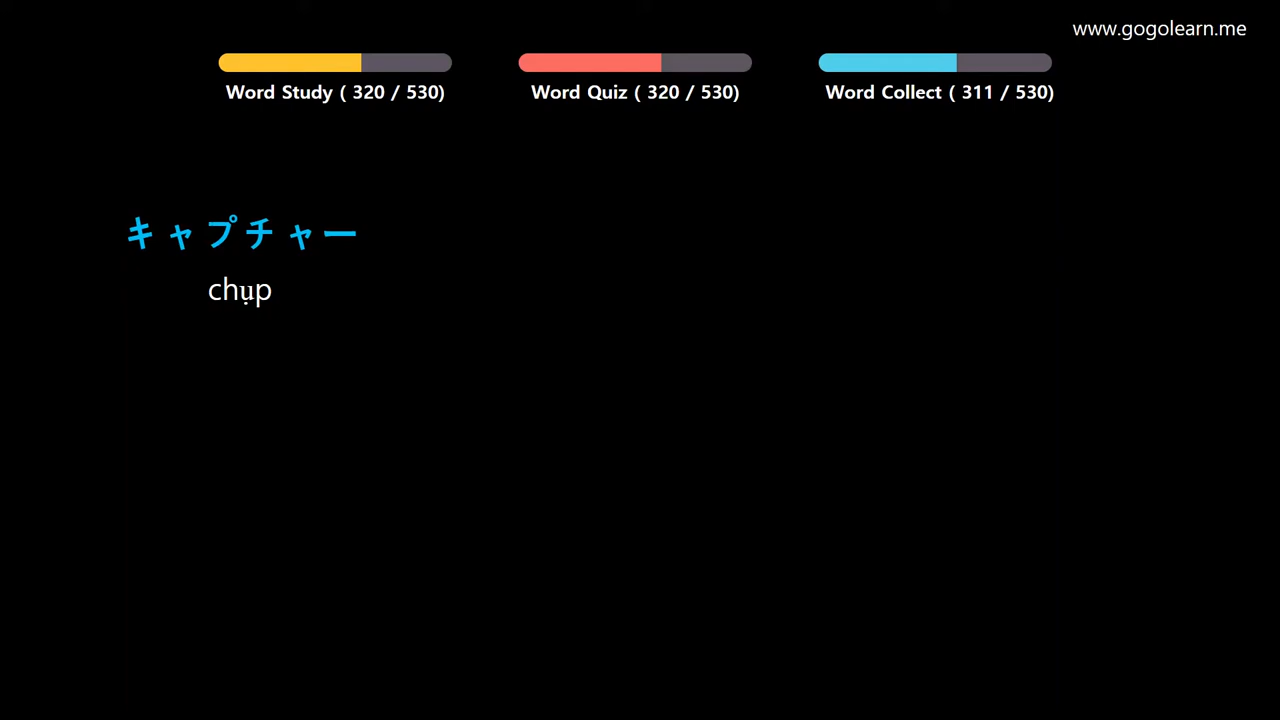 www.gogolearn.me
Word Study ( 320 / 530)
Word Quiz ( 320 / 530)
Word Collect ( 311 / 530)
キャプチャー
chụp